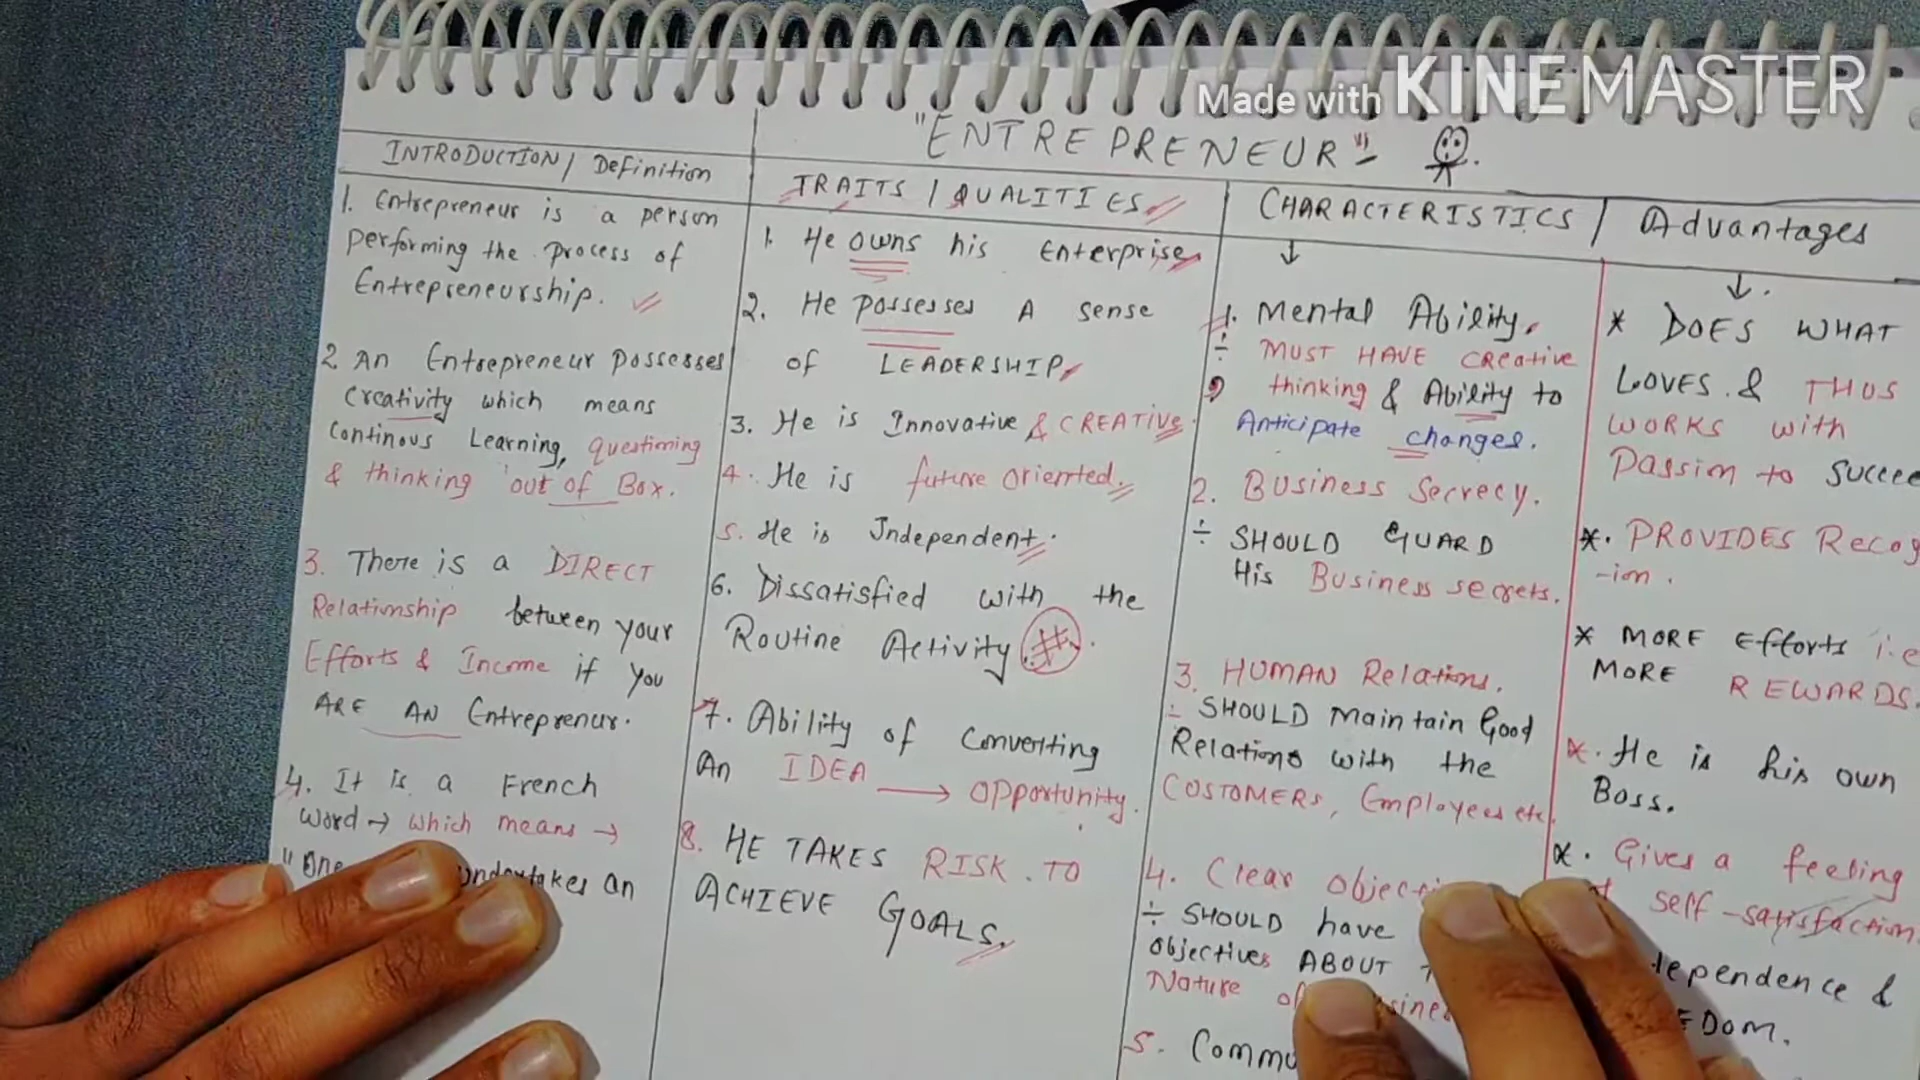 Made with KINEMASTER
"ENTREPRENEUR"
INTRODUCTION/ Definition
1. Entrepreneur is a person
performing the process of
Entrepreneurship.
2. An Entrepreneur possesses
Creativity which means
Continous Learning, questioning
& thinking 'out of Box.
3. There is a DIRECT
Relationship between your
Efforts & Income if you
ARE AN Entreprenur.
4. It is a French
Word → which means →
"One undertakes an
TRAITS / QUALITIES
1. He owns his Enterprise
2. He possesses A sense
of LEADERSHIP
3. He is Innovative & CREATIVE
4. He is future oriented.
5. He is Independent.
6. Dissatisfied with the
Routine Activity #.
7. Ability of Converting
An IDEA → opportunity.
8. HE TAKES RISK TO
ACHIEVE GOALS.
CHARACTERISTICS /
1. Mental Ability.
÷ MUST HAVE Creative
thinking & Ability to
Anticipate changes.
2. Business Secrecy.
÷ SHOULD GUARD
His Business secrets.
3. HUMAN Relations.
÷ SHOULD Maintain Good
Relations with the
COSTOMERS, Employees etc
4. Clear
÷ SHOULD have
objectives ABOUT
Nature
5.
Advantages
* DOES WHAT
LOVES & THUS
WORKS with
Passion to
*. PROVIDES
-ion.
* MORE Efforts i.e
MORE REWARDS.
*. He is his own
Boss.
*. Gives a feeling
self-satisfaction.
&